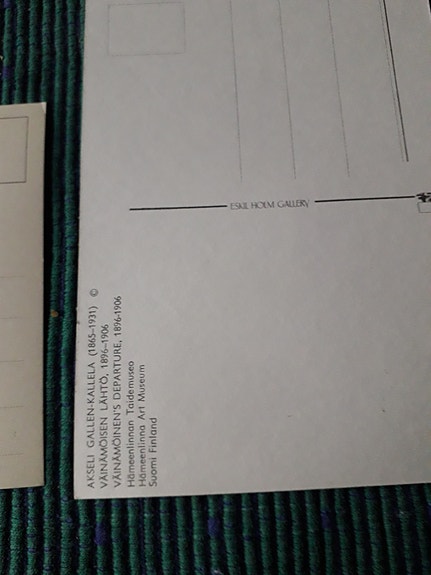 AKSELI GALLEN-KALLELA (1865–1931) ©
VÄINÄMÖISEN LÄHTÖ, 1896–1906
VÄINÄMÖINEN'S DEPARTURE, 1896-1906
Hämeenlinnan Taidemuseo
Hämeenlinna Art Museum
Suomi Finland
ESKIL HOLM GALLERY